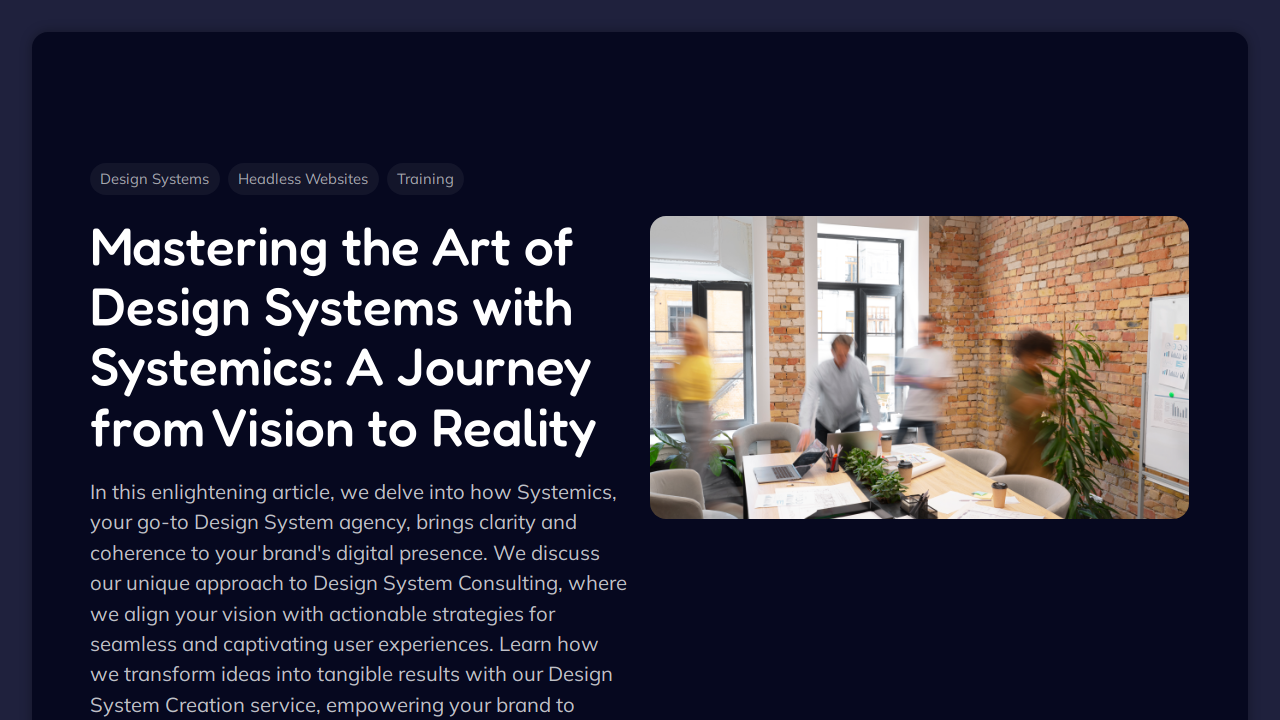 Design Systems Headless Websites Training
Mastering the Art of
Design Systems with
Systemics: A Journey
from Vision to Reality
In this enlightening article, we delve into how Systemics,
your go-to Design System agency, brings clarity and
coherence to your brand's digital presence. We discuss
our unique approach to Design System Consulting, where
we align your vision with actionable strategies for
seamless and captivating user experiences. Learn how
we transform ideas into tangible results with our Design
System Creation service, empowering your brand to